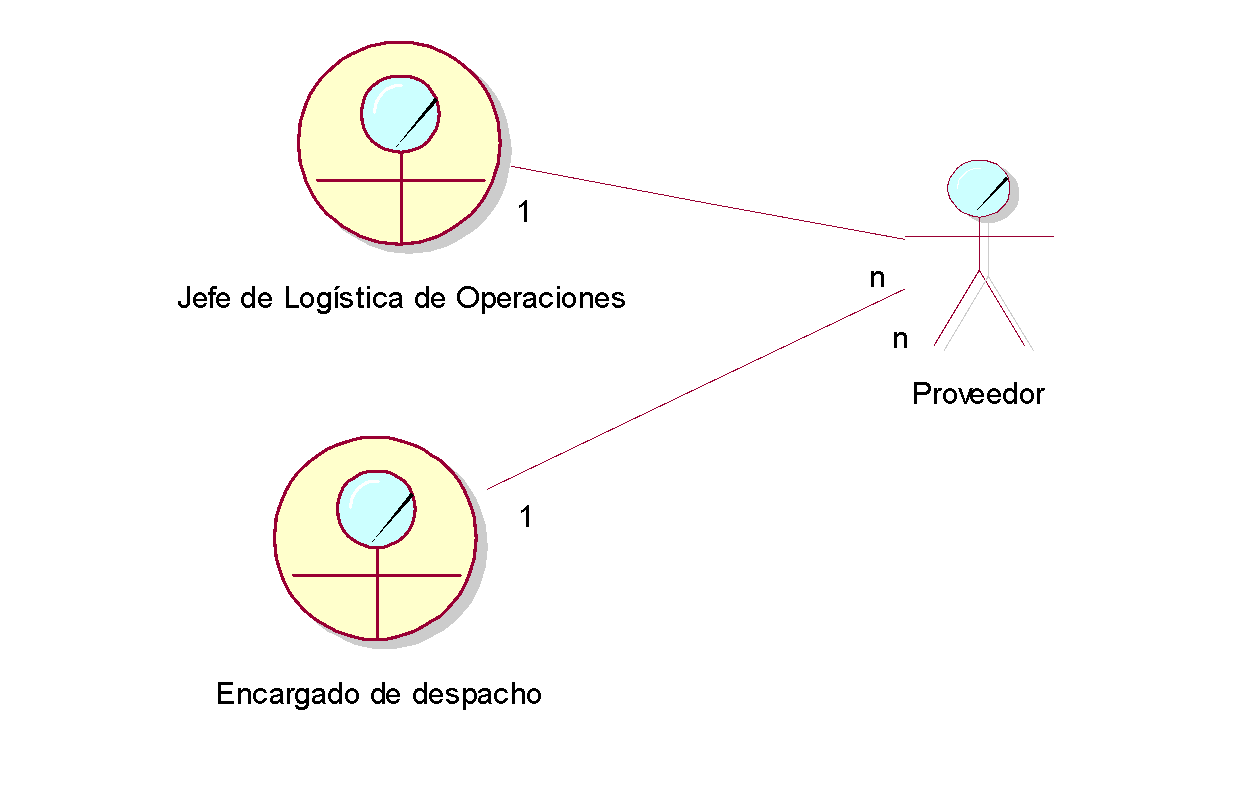 1
Jefe de Logística de Operaciones
n
n
Proveedor
1
Encargado de despacho